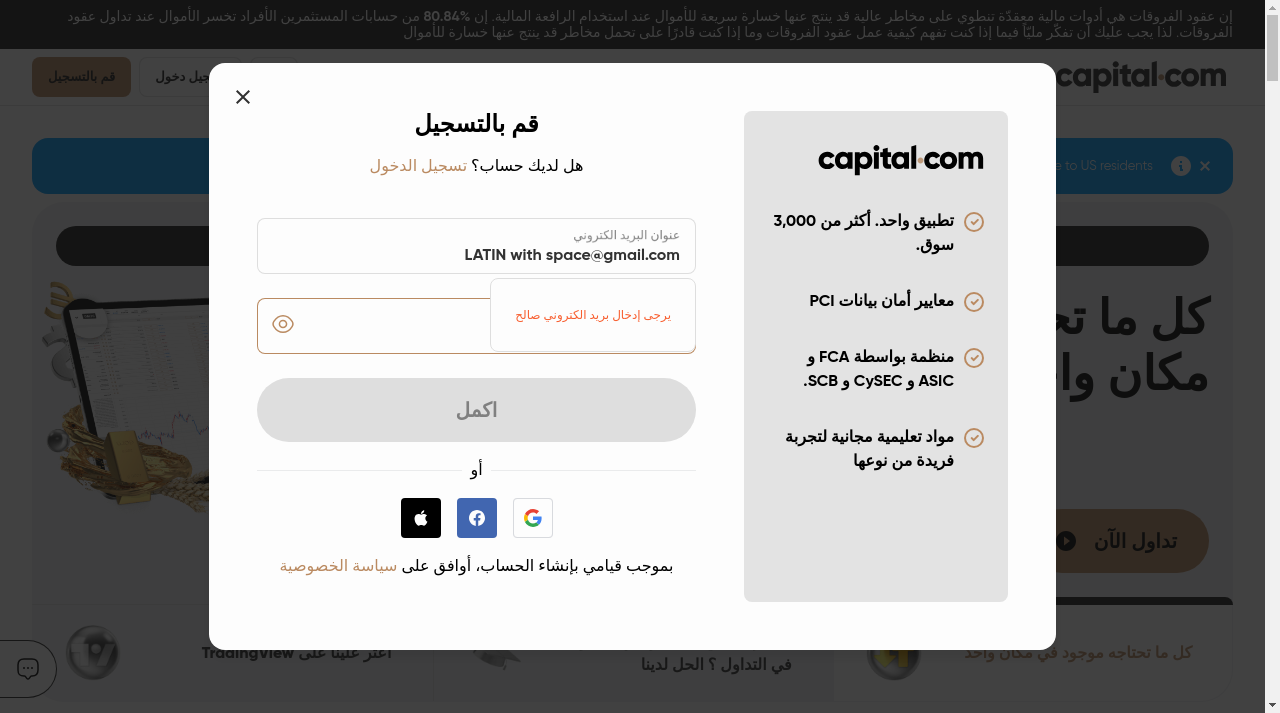 إن عقود الفروقات هي أدوات مالية معقدّة تنطوي على مخاطر عالية قد ينتج عنها خسارة سريعة للأموال عند استخدام الرافعة المالية. إن 80.84% من حسابات المستثمرين الأفراد تخسر الأموال عند تداول عقود
الفروقات. لذا يجب عليك أن تفكّر مليًا فيما إذا كنت تفهم كيفية عمل عقود الفروقات وما إذا كنت قادرًا على تحمل مخاطر قد ينتج عنها خسارة للأموال
capital.com
دخول
قم بالتسجيل
to US residents
كل ما
مكان
تداول الآن
كل ما تحتاجه موجود في مكان واحد
في التداول ؟ الحل لدينا
اعثر علينا على TradingView
capital.com
تطبيق واحد. أكثر من 3,000
سوق.
معايير أمان بيانات PCI
منظمة بواسطة FCA و
ASIC و CySEC و SCB.
مواد تعليمية مجانية لتجربة
فريدة من نوعها
قم بالتسجيل
هل لديك حساب؟ تسجيل الدخول
عنوان البريد الكتروني
LATIN with space@gmail.com
يرجى إدخال بريد الكتروني صالح
اكمل
أو
بموجب قيامي بإنشاء الحساب، أوافق على سياسة الخصوصية